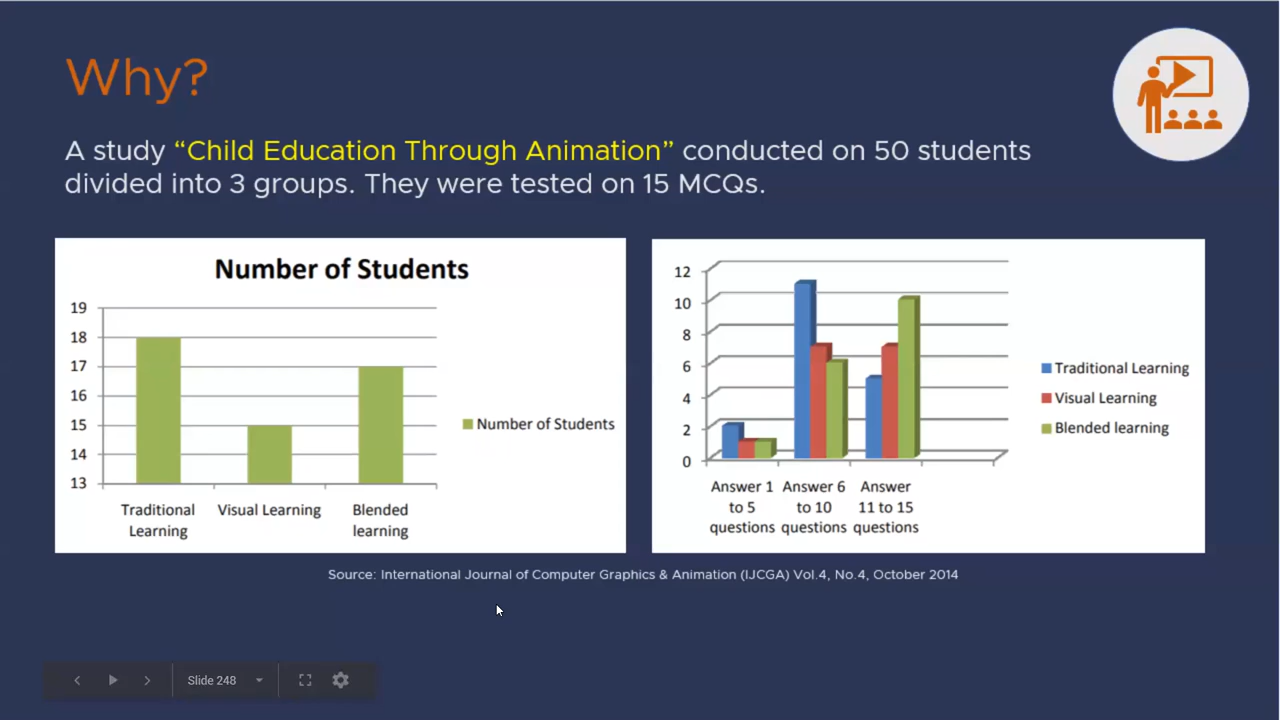 Why?
A study “Child Education Through Animation” conducted on 50 students
divided into 3 groups. They were tested on 15 MCQs.
Number of Students
19
18
17
16
15
14
13
Traditional
Learning
Visual Learning
Blended
learning
Number of Students
12
10
8
6
4
2
0
Answer 1
to 5
questions
Answer 6
to 10
questions
Answer
11 to 15
questions
Traditional Learning
Visual Learning
Blended learning
Source: International Journal of Computer Graphics & Animation (IJCGA) Vol.4, No.4, October 2014
Slide 248